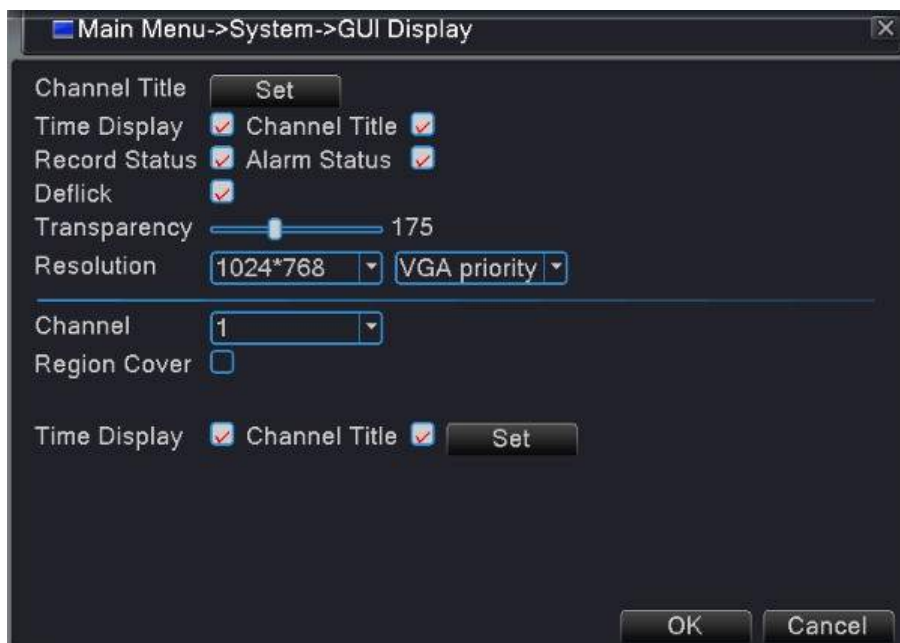 Main Menu->System->GUI Display
Channel Title Set
Time Display Channel Title
Record Status Alarm Status
Deflick
Transparency 175
Resolution 1024*768 VGA priority
Channel 1
Region Cover
Time Display Channel Title Set
OK Cancel